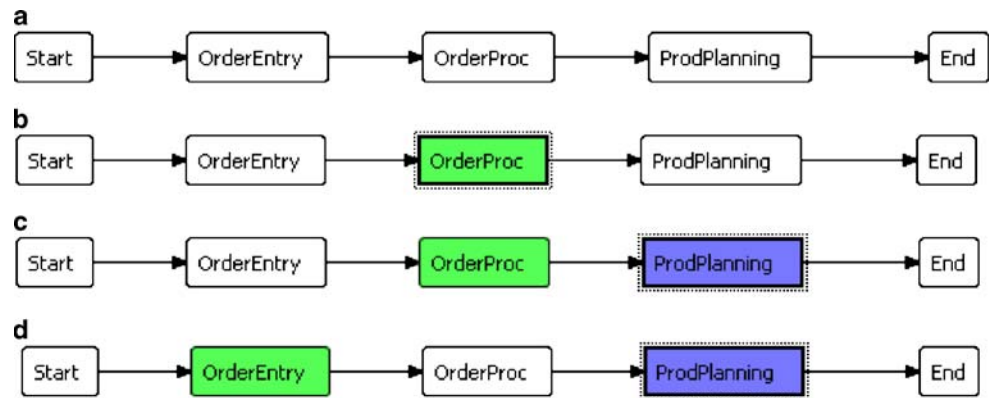 a
Start OrderEntry OrderProc ProdPlanning End
b
Start OrderEntry OrderProc ProdPlanning End
c
Start OrderEntry OrderProc ProdPlanning End
d
Start OrderEntry OrderProc ProdPlanning End